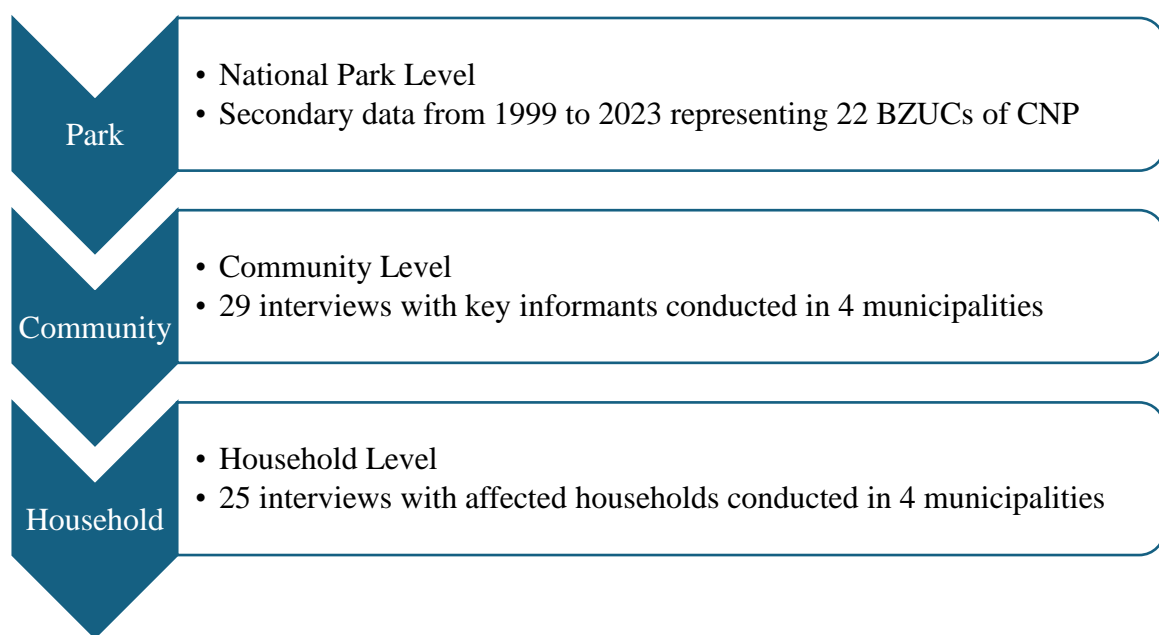 Park
• National Park Level
• Secondary data from 1999 to 2023 representing 22 BZUCs of CNP
Community
• Community Level
• 29 interviews with key informants conducted in 4 municipalities
Household
• Household Level
• 25 interviews with affected households conducted in 4 municipalities